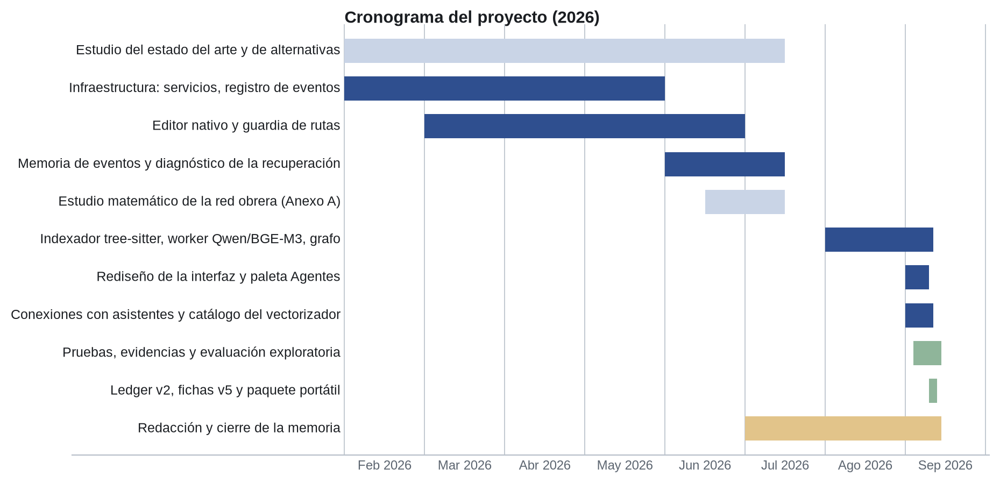 Cronograma del proyecto (2026)
Estudio del estado del arte y de alternativas
Infraestructura: servicios, registro de eventos
Editor nativo y guardia de rutas
Memoria de eventos y diagnóstico de la recuperación
Estudio matemático de la red obrera (Anexo A)
Indexador tree-sitter, worker Qwen/BGE-M3, grafo
Rediseño de la interfaz y paleta Agentes
Conexiones con asistentes y catálogo del vectorizador
Pruebas, evidencias y evaluación exploratoria
Ledger v2, fichas v5 y paquete portátil
Redacción y cierre de la memoria
Feb 2026 Mar 2026 Abr 2026 May 2026 Jun 2026 Jul 2026 Ago 2026 Sep 2026